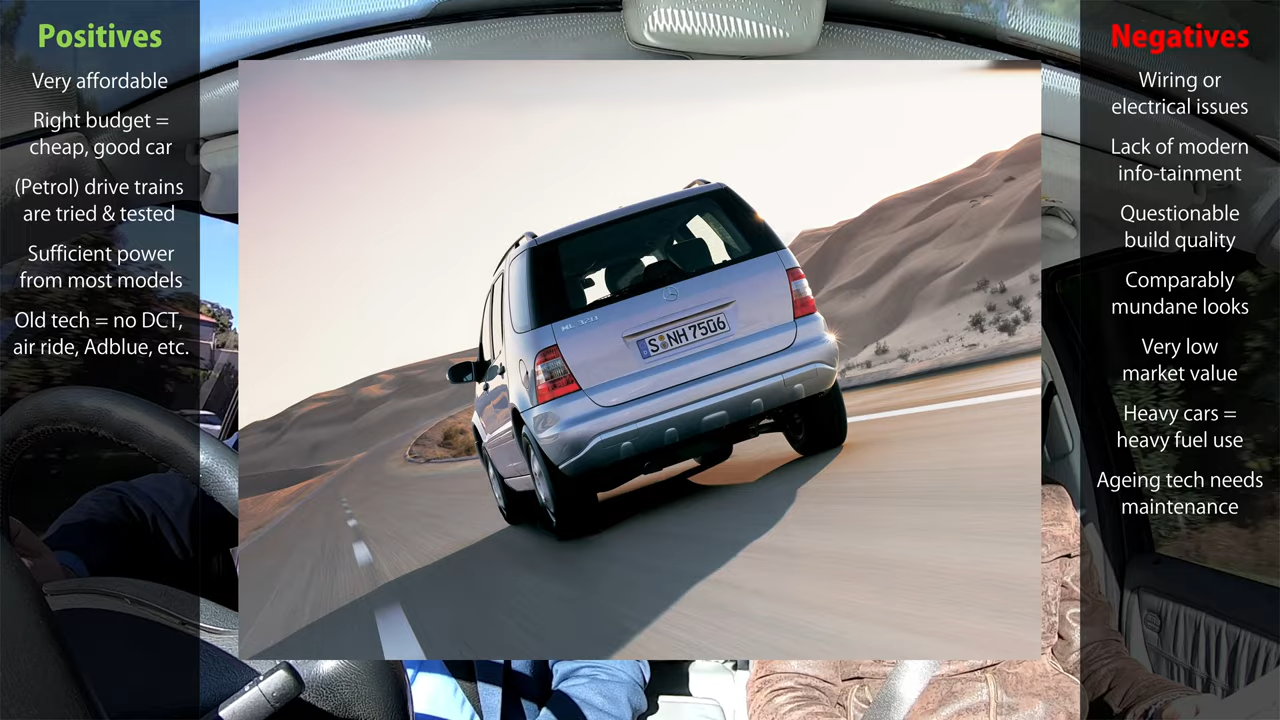 Positives
Very affordable
Right budget =
cheap, good car
(Petrol) drive trains
are tried & tested
Sufficient power
from most models
Old tech = no DCT,
air ride, Adblue, etc.
ML 320
S NH 7506
Negatives
Wiring or
electrical issues
Lack of modern
info-tainment
Questionable
build quality
Comparably
mundane looks
Very low
market value
Heavy cars =
heavy fuel use
Ageing tech needs
maintenance